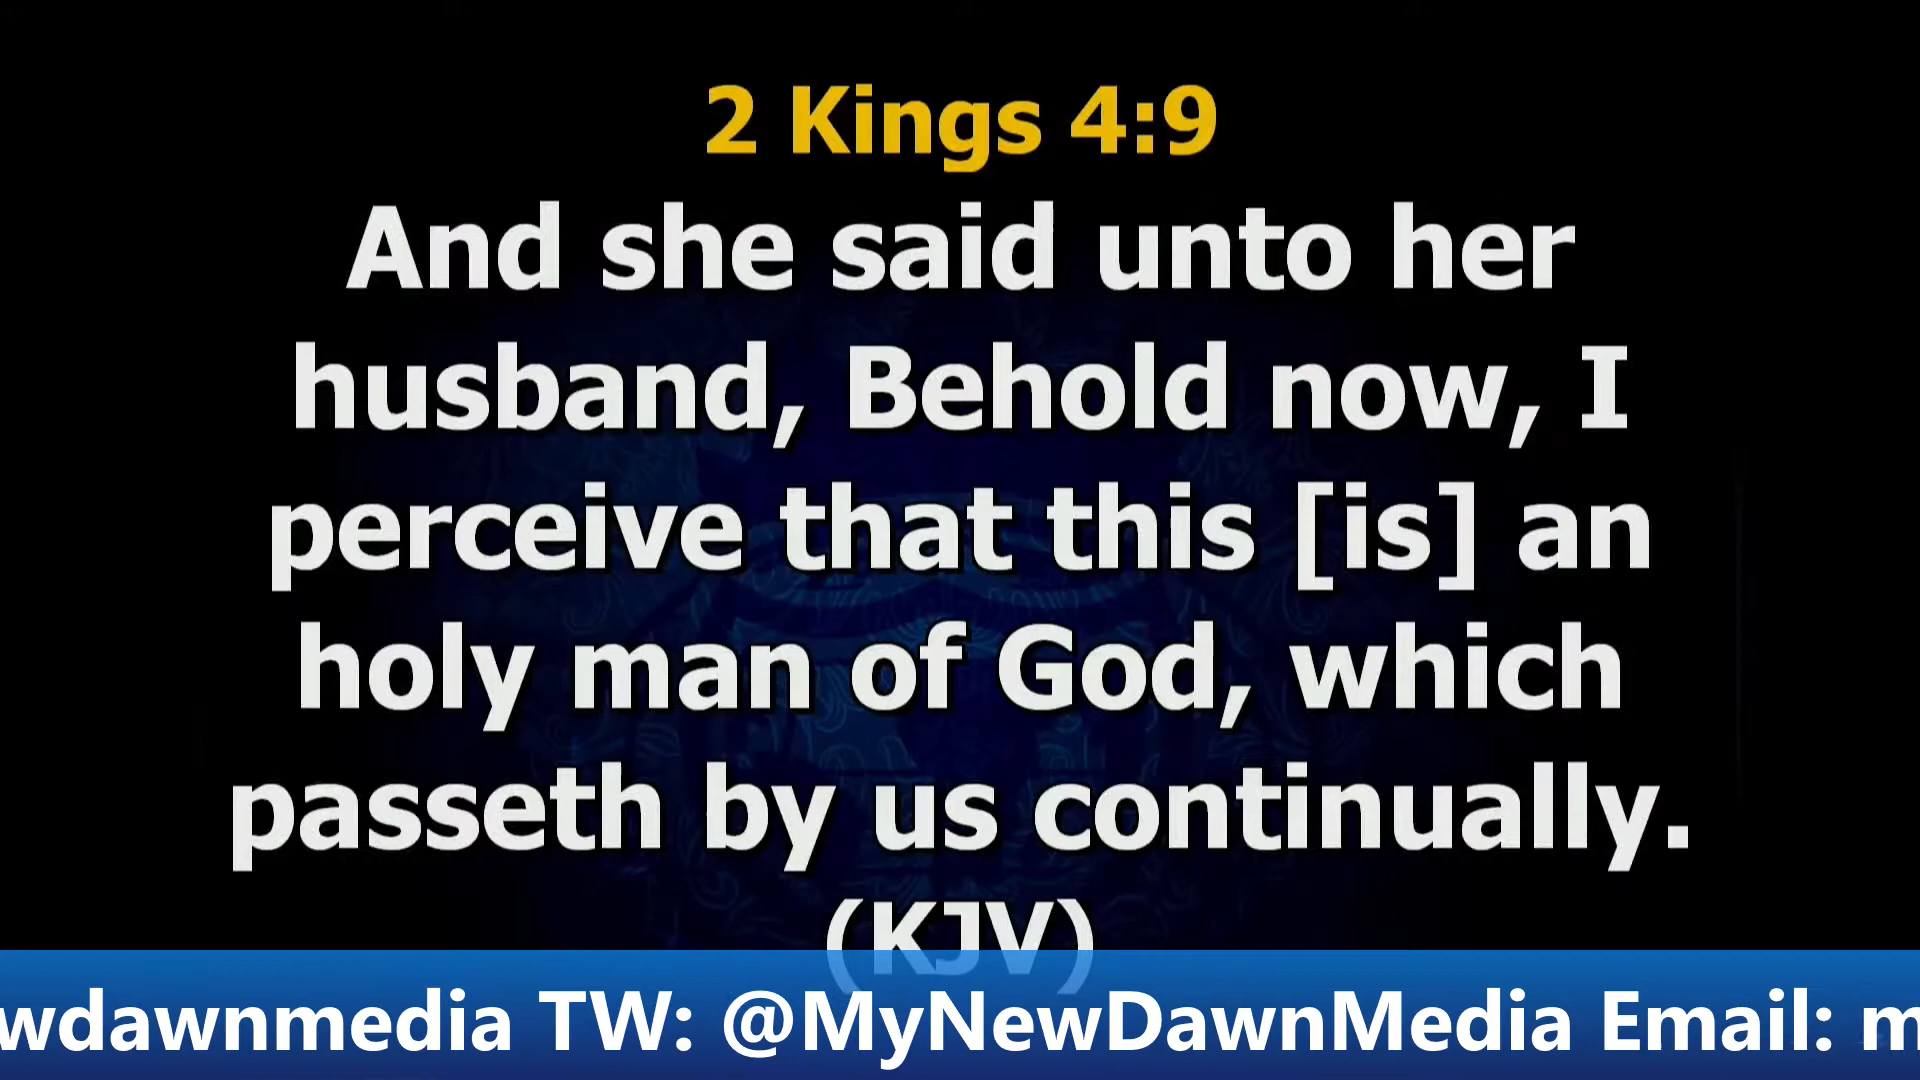 2 Kings 4:9
And she said unto her
husband, Behold now, I
perceive that this [is] an
holy man of God, which
passeth by us continually.
(KJV)
wdawnmedia TW: @MyNewDawnMedia Email: m